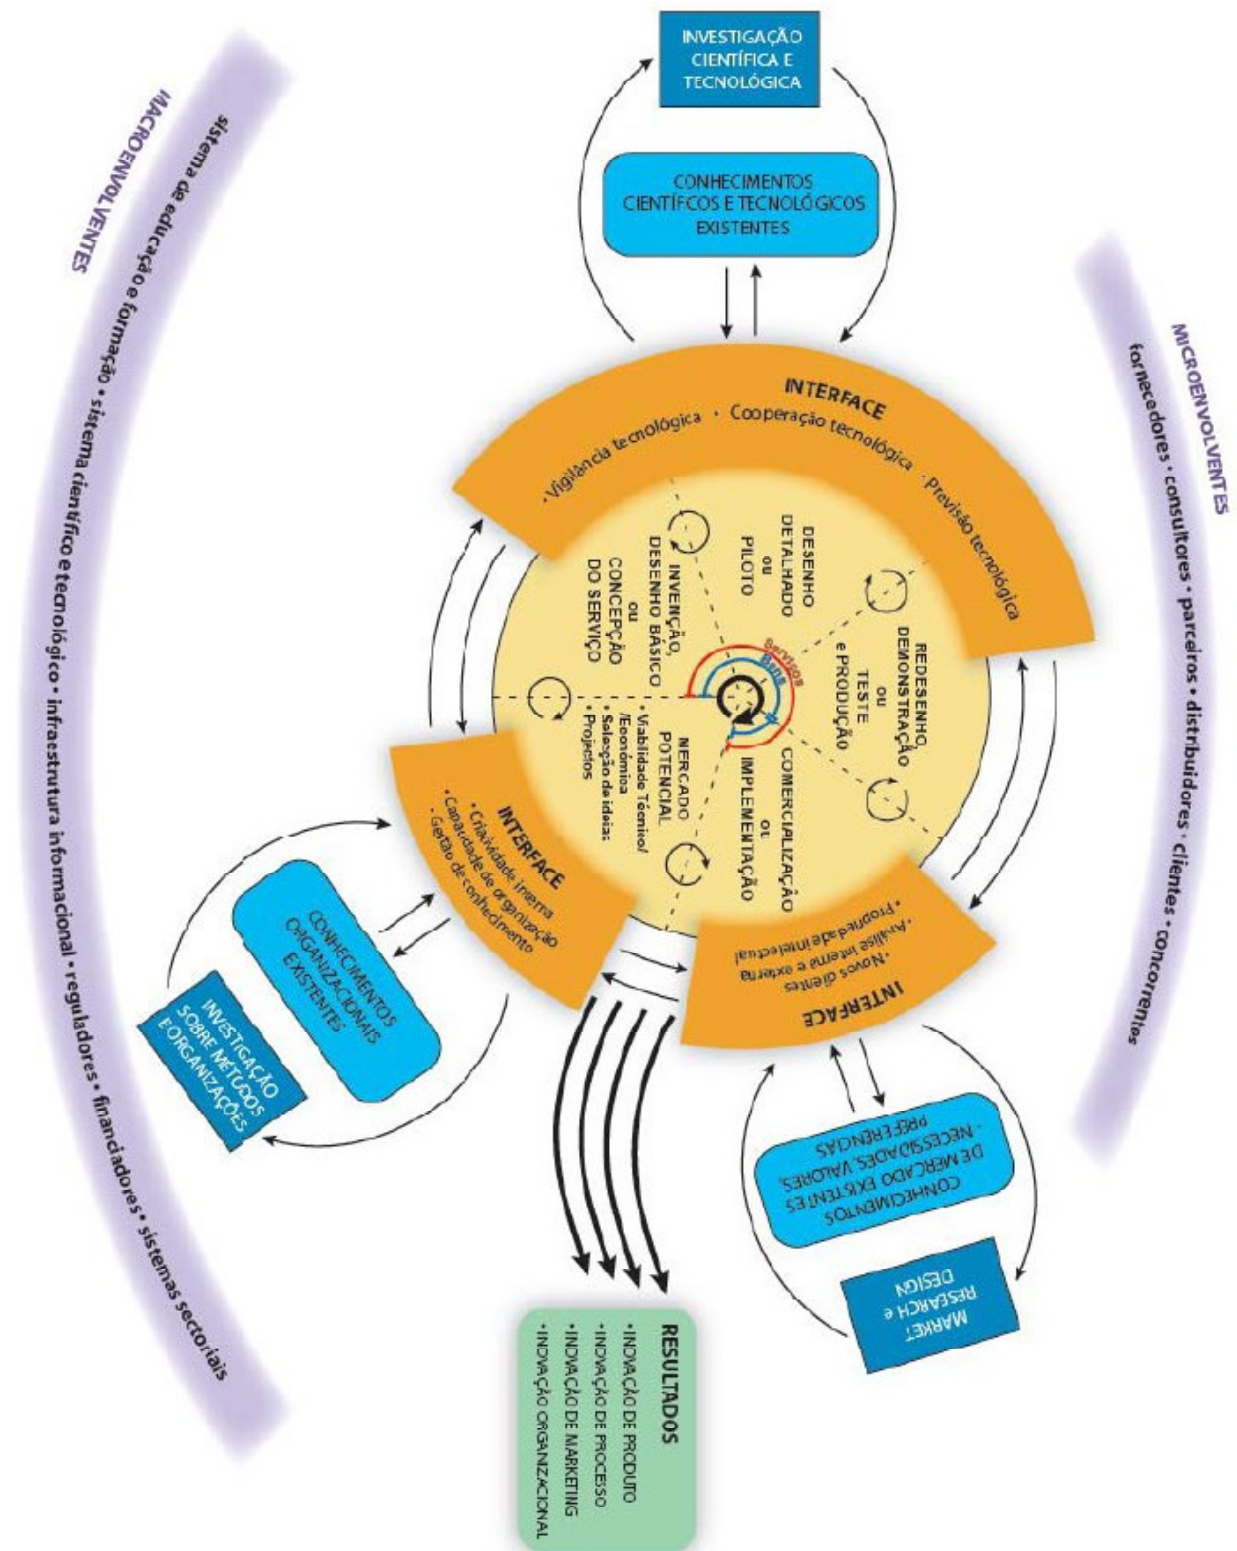 INVESTIGAÇÃO
CIENTÍFICA E
TECNOLÓGICA
CONHECIMENTOS
CIENTÍFCOS E TECNOLÓGICOS
EXISTENTES
MACROENVOLVENTES
sistema de educação e formação • sistema científico e tecnológico • infraestrutura informacional • reguladores • financiadores • sistemas sectoriais
MICROENVOLVENTES
fornecedores • consultores • parceiros • distribuidores • clientes • concorrentes
INTERFACE
• Vigilância tecnológica • Cooperação tecnológica • Previsão tecnológica
INVENÇÃO,
DESENHO BÁSICO
ou
CONCEPÇÃO
DO SERVIÇO
DESENHO
DETALHADO
ou
PILOTO
REDESENHO,
DEMONSTRAÇÃO
ou
TESTE
e PRODUÇÃO
Serviços
Bens
MERCADO
POTENCIAL
• Viabilidade Técnico/
/Económica
• Selecção de ideias
• Projectos
COMERCIALIZAÇÃO
ou
IMPLEMENTAÇÃO
INTERFACE
• Criatividade interna
• Capacidade de organização
• Gestão de conhecimento
INTERFACE
• Novos clientes
• Análise interna e externa
• Propriedade intelectual
CONHECIMENTOS
ORGANIZACIONAIS
EXISTENTES
INVESTIGAÇÃO
SOBRE MÉTODOS
E ORGANIZAÇÕES
CONHECIMENTOS
DE MERCADO EXISTENTES
- NECESSIDADES, VALORES,
PREFERÊNCIAS
MARKET
RESEARCH e
DESIGN
RESULTADOS
• INOVAÇÃO DE PRODUTO
• INOVAÇÃO DE PROCESSO
• INOVAÇÃO DE MARKETING
• INOVAÇÃO ORGANIZACIONAL